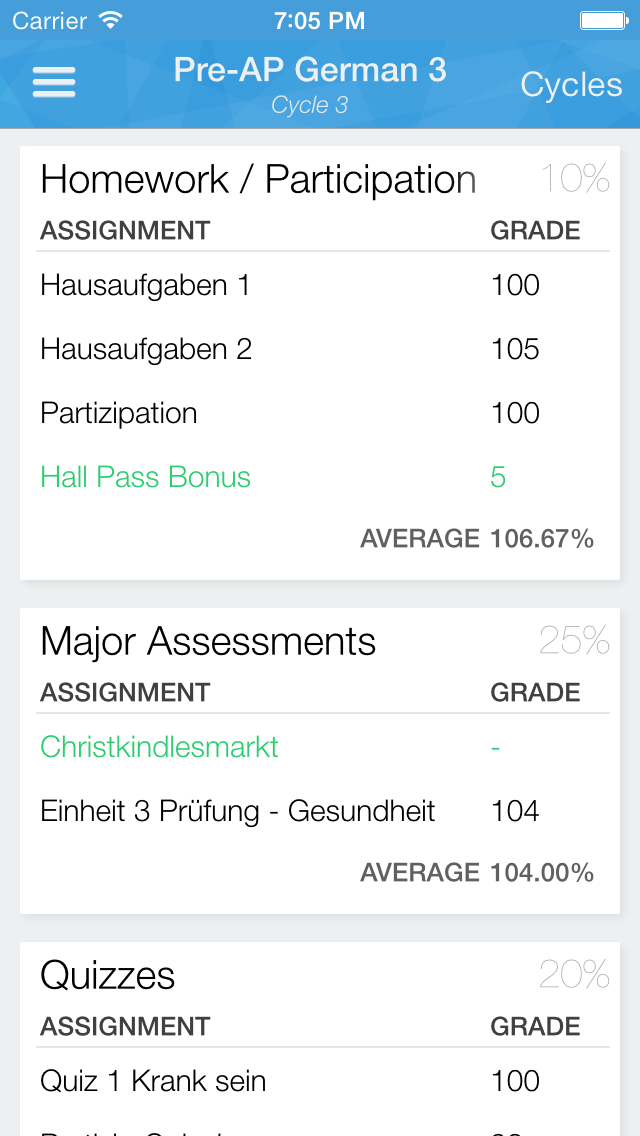 Carrier 7:05 PM
Pre-AP German 3
Cycle 3
Cycles
Homework / Participation 10%
ASSIGNMENT GRADE
Hausaufgaben 1 100
Hausaufgaben 2 105
Partizipation 100
Hall Pass Bonus 5
AVERAGE 106.67%
Major Assessments 25%
ASSIGNMENT GRADE
Christkindlesmarkt -
Einheit 3 Prüfung - Gesundheit 104
AVERAGE 104.00%
Quizzes 20%
ASSIGNMENT GRADE
Quiz 1 Krank sein 100